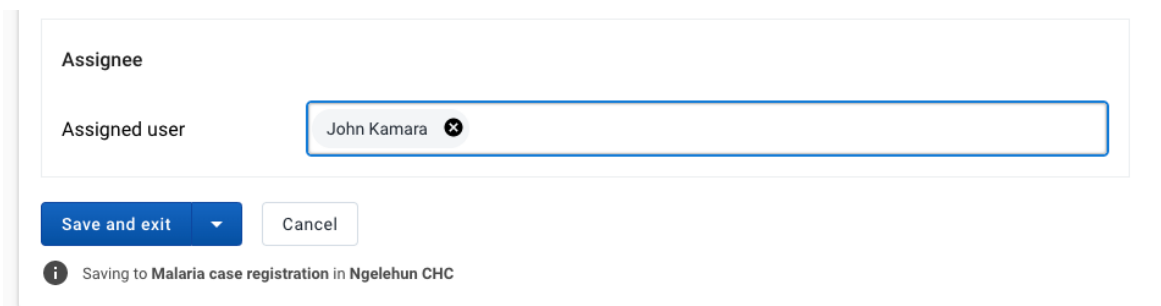 Assignee
Assigned user John Kamara
Save and exit Cancel
Saving to Malaria case registration in Ngelehun CHC